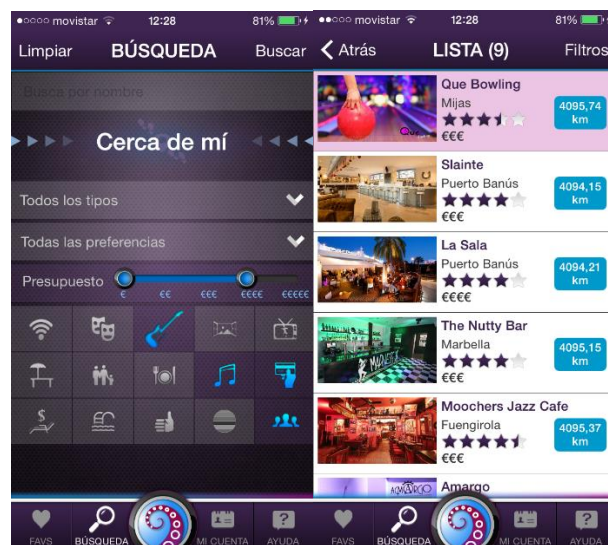 movistar 12:28 81%
Limpiar BÚSQUEDA Buscar
Busca por nombre
Cerca de mí
Todos los tipos
Todas las preferencias
Presupuesto
€ €€ €€€ €€€€ €€€€€
FAVS BÚSQUEDA MI CUENTA AYUDA
movistar 12:28 81%
Atrás LISTA (9) Filtros
Que Bowling
Mijas
€€€
4095,74
km
Slainte
Puerto Banús
€€€
4094,15
km
La Sala
Puerto Banús
€€€€
4094,21
km
The Nutty Bar
Marbella
€€€
4095,15
km
Moochers Jazz Cafe
Fuengirola
€€€
4095,37
km
Amargo
FAVS BÚSQUEDA MI CUENTA AYUDA